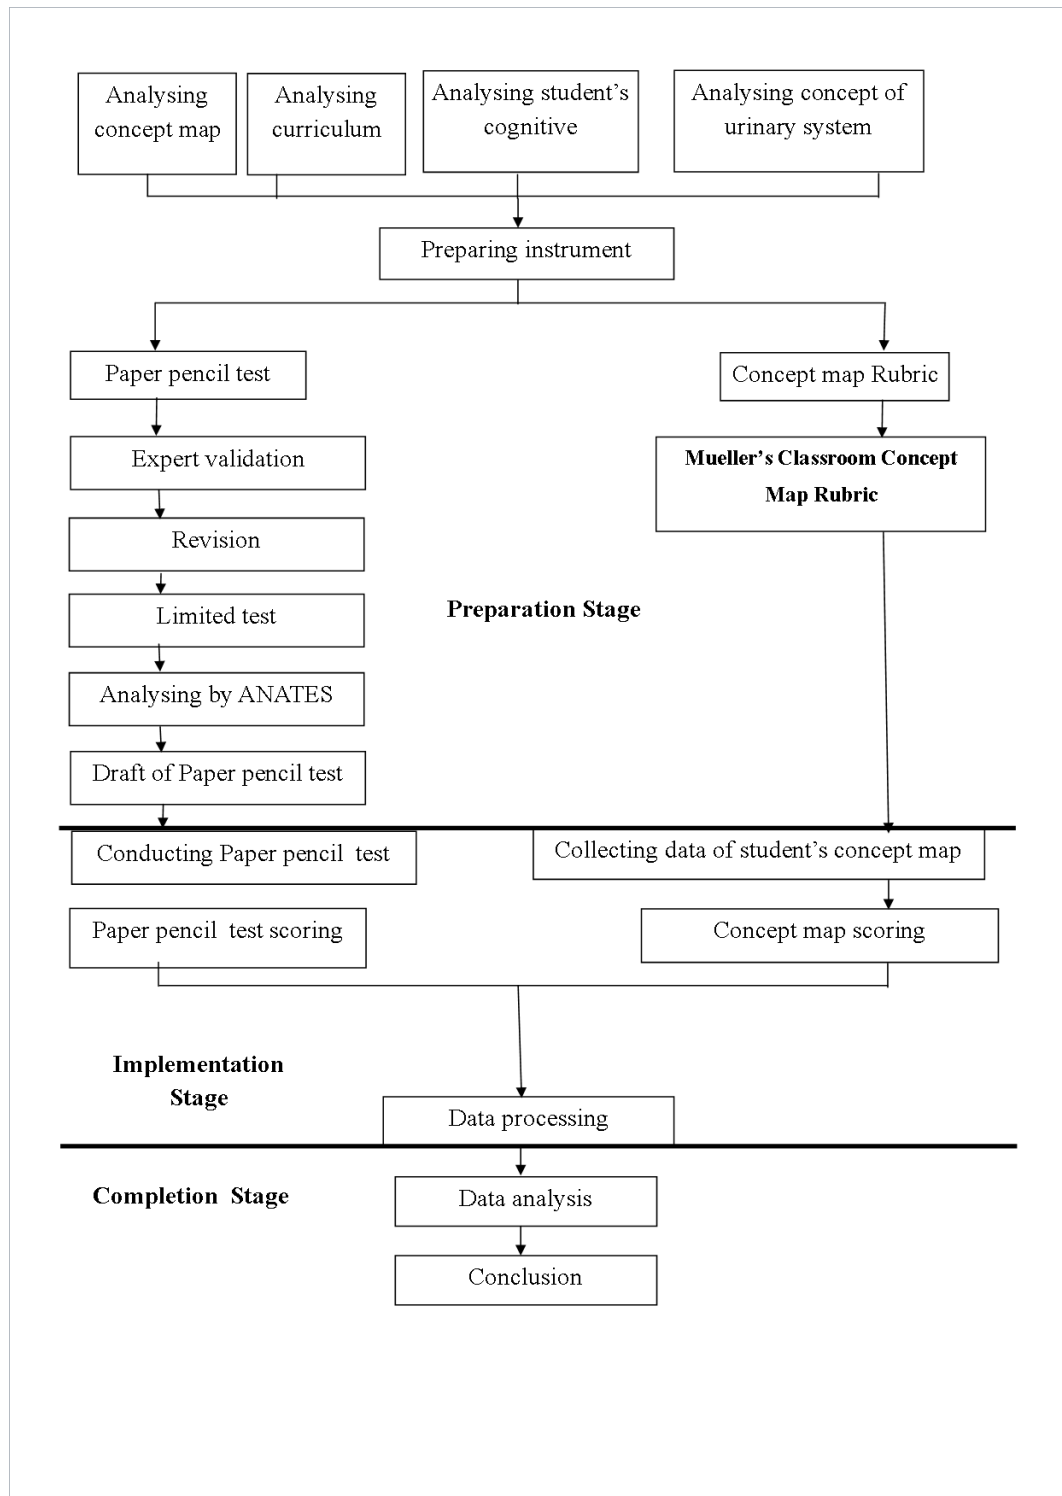 Analysing
concept map
Analysing
curriculum
Analysing student's
cognitive
Analysing concept of
urinary system
Preparing instrument
Paper pencil test
Concept map Rubric
Expert validation
Mueller's Classroom Concept
Map Rubric
Revision
Limited test
Preparation Stage
Analysing by ANATES
Draft of Paper pencil test
Conducting Paper pencil test
Collecting data of student's concept map
Paper pencil test scoring
Concept map scoring
Implementation
Stage
Data processing
Completion Stage
Data analysis
Conclusion